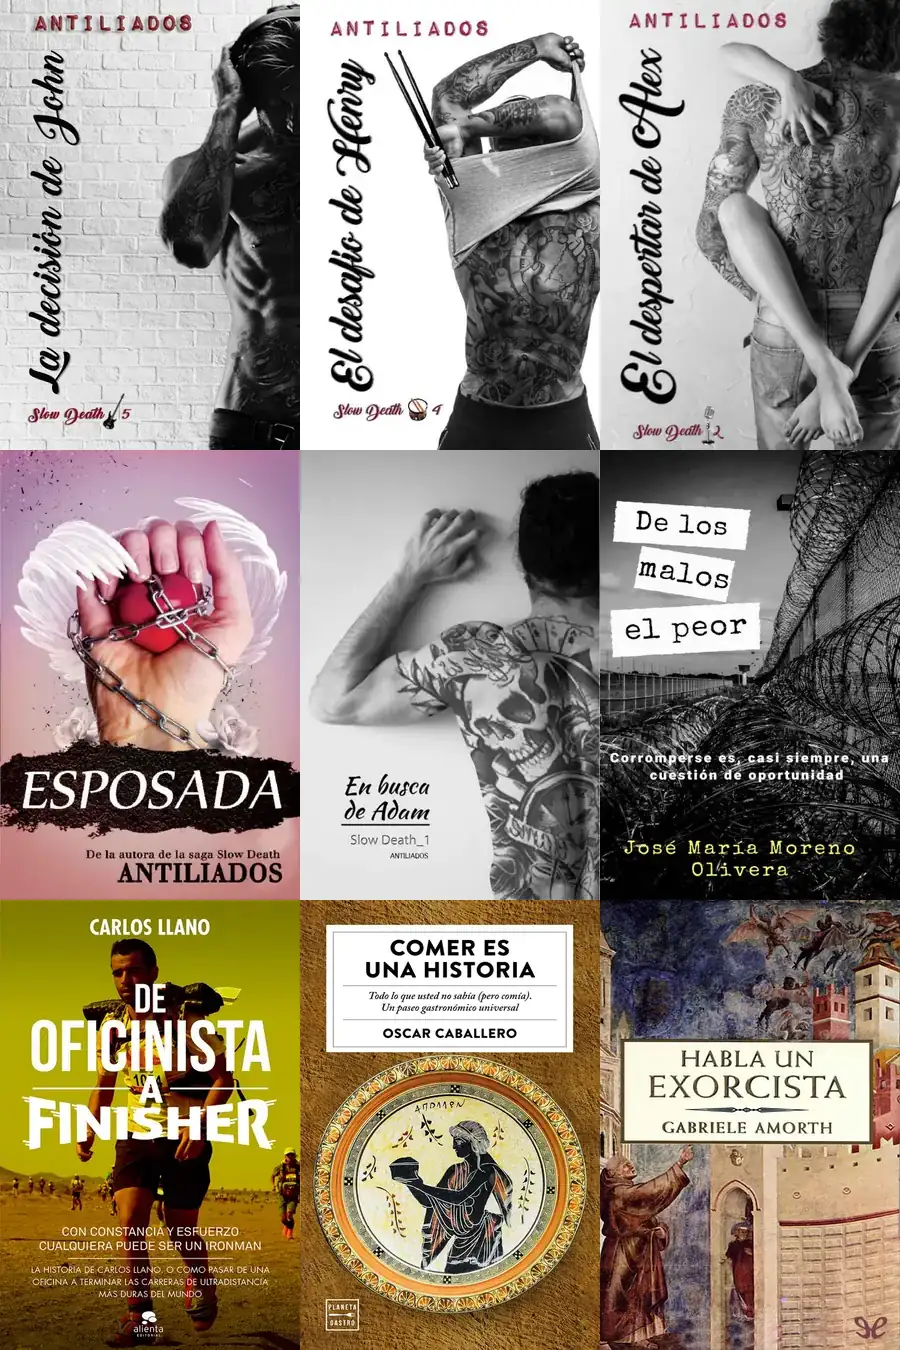 ANTILIADOS
La decisión de John
Slow Death 5
ANTILIADOS
El desafío de Henry
Slow Death 4
ANTILIADOS
El despertar de Alex
Slow Death 2
ESPOSADA
De la autora de la saga Slow Death
ANTILIADOS
En busca
de Adam
Slow Death_1
ANTILIADOS
De los
malos
el peor
Corromperse es, casi siempre, una
cuestión de oportunidad
José María Moreno
Olivera
CARLOS LLANO
DE
OFICINISTA
A
FINISHER
CON CONSTANCIA Y ESFUERZO
CUALQUIERA PUEDE SER UN IRONMAN
LA HISTORIA DE CARLOS LLANO, O COMO PASAR DE UNA
OFICINA A TERMINAR LAS CARRERAS DE ULTRADISTANCIA
MÁS DURAS DEL MUNDO
alienta
EDITORIAL
COMER ES
UNA HISTORIA
Todo lo que usted no sabía (pero comía).
Un paseo gastronómico universal
OSCAR CABALLERO
PLANETA
GASTRO
HABLA UN
EXORCISTA
GABRIELE AMORTH